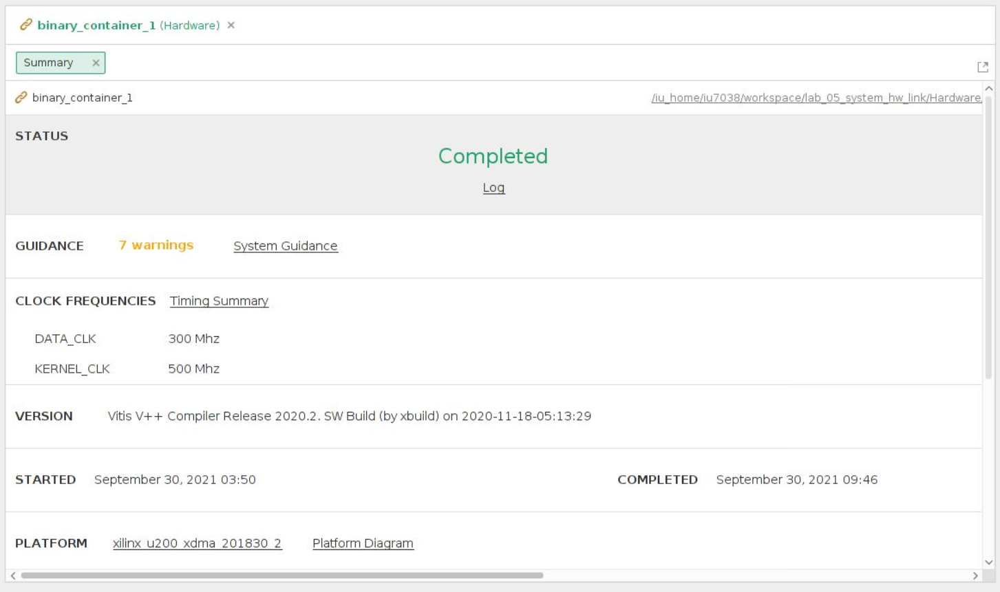 binary_container_1 (Hardware)
Summary
binary_container_1 /iu_home/iu7038/workspace/lab_05_system_hw_link/Hardware/
STATUS
Completed
Log
GUIDANCE 7 warnings System Guidance
CLOCK FREQUENCIES Timing Summary
DATA_CLK 300 Mhz
KERNEL_CLK 500 Mhz
VERSION Vitis V++ Compiler Release 2020.2. SW Build (by xbuild) on 2020-11-18-05:13:29
STARTED September 30, 2021 03:50 COMPLETED September 30, 2021 09:46
PLATFORM xilinx_u200_xdma_201830_2 Platform Diagram